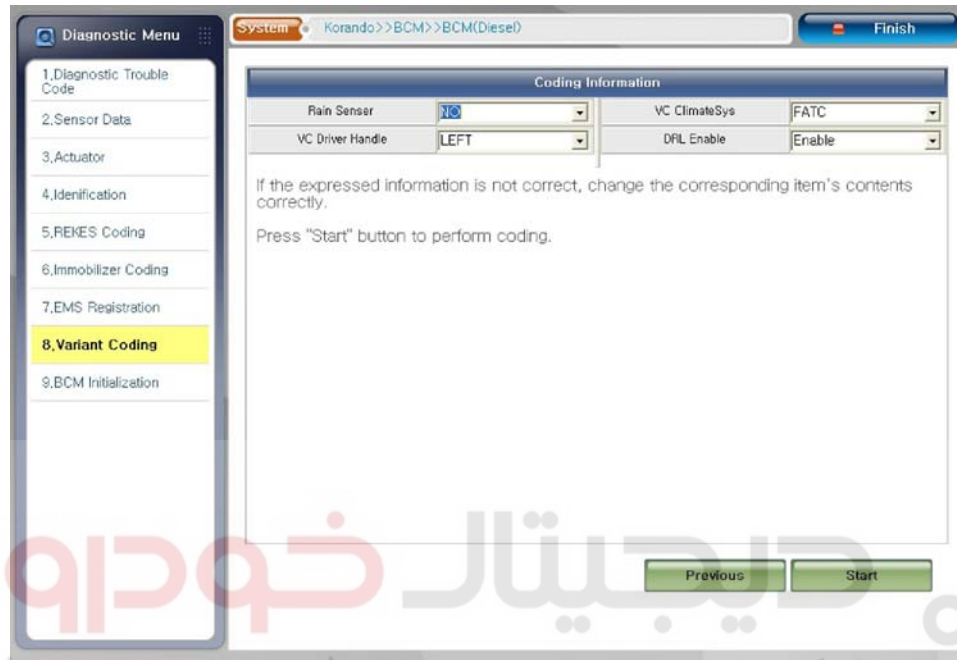 Diagnostic Menu
System Korando>>BCM>>BCM(Diesel)
Finish
1,Diagnostic Trouble
Code
2,Sensor Data
3,Actuator
4,Idenification
5,REKES Coding
6,Immobilizer Coding
7,EMS Registration
8,Variant Coding
9,BCM Initialization
Coding Information
Rain Senser NO VC ClimateSys FATC
VC Driver Handle LEFT DRL Enable Enable
If the expressed information is not correct, change the corresponding item's contents
correctly.
Press "Start" button to perform coding.
Previous Start
دیجیتال خودرو